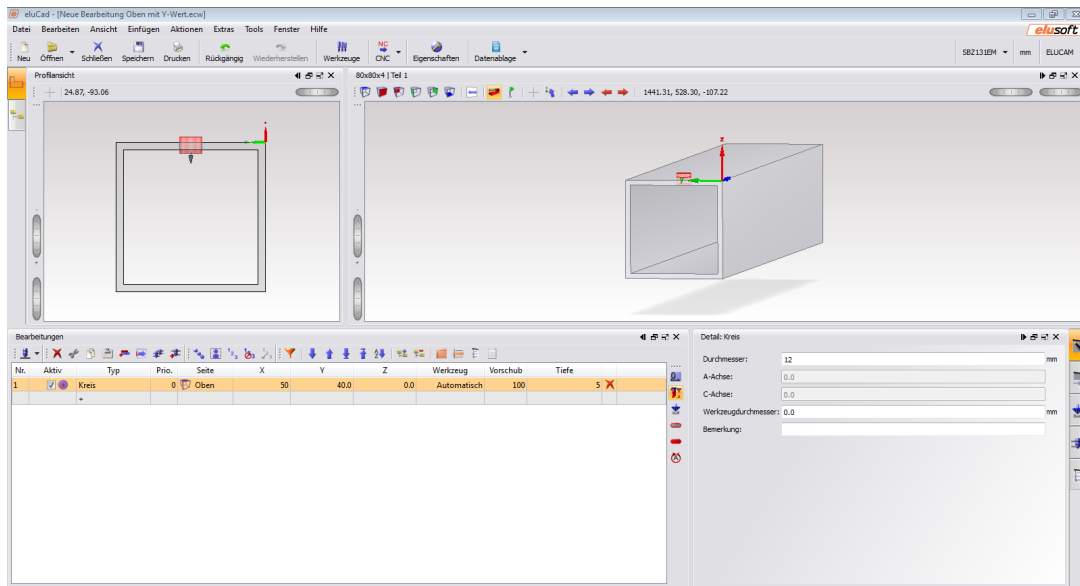 eluCad - [Neue Bearbeitung Oben mit Y-Wert.ecw]
Datei Bearbeiten Ansicht Einfügen Aktionen Extras Tools Fenster Hilfe
elusoft
Neu Öffnen Schließen Speichern Drucken Rückgängig Wiederherstellen Werkzeuge NC CNC Eigenschaften Datenablage SBZ131EM mm ELUCAM
Profilansicht
80x80x4 | Teil 1
24.87, -93.06
1441.31, 528.30, -107.22
z
y
Bearbeitungen
Detail: Kreis
Nr. Aktiv Typ Prio. Seite X Y Z Werkzeug Vorschub Tiefe
1 Kreis 0 Oben 50 40.0 0.0 Automatisch 100 5
+
Durchmesser: 12 mm
A-Achse: 0.0
C-Achse: 0.0
Werkzeugdurchmesser: 0.0 mm
Bemerkung: